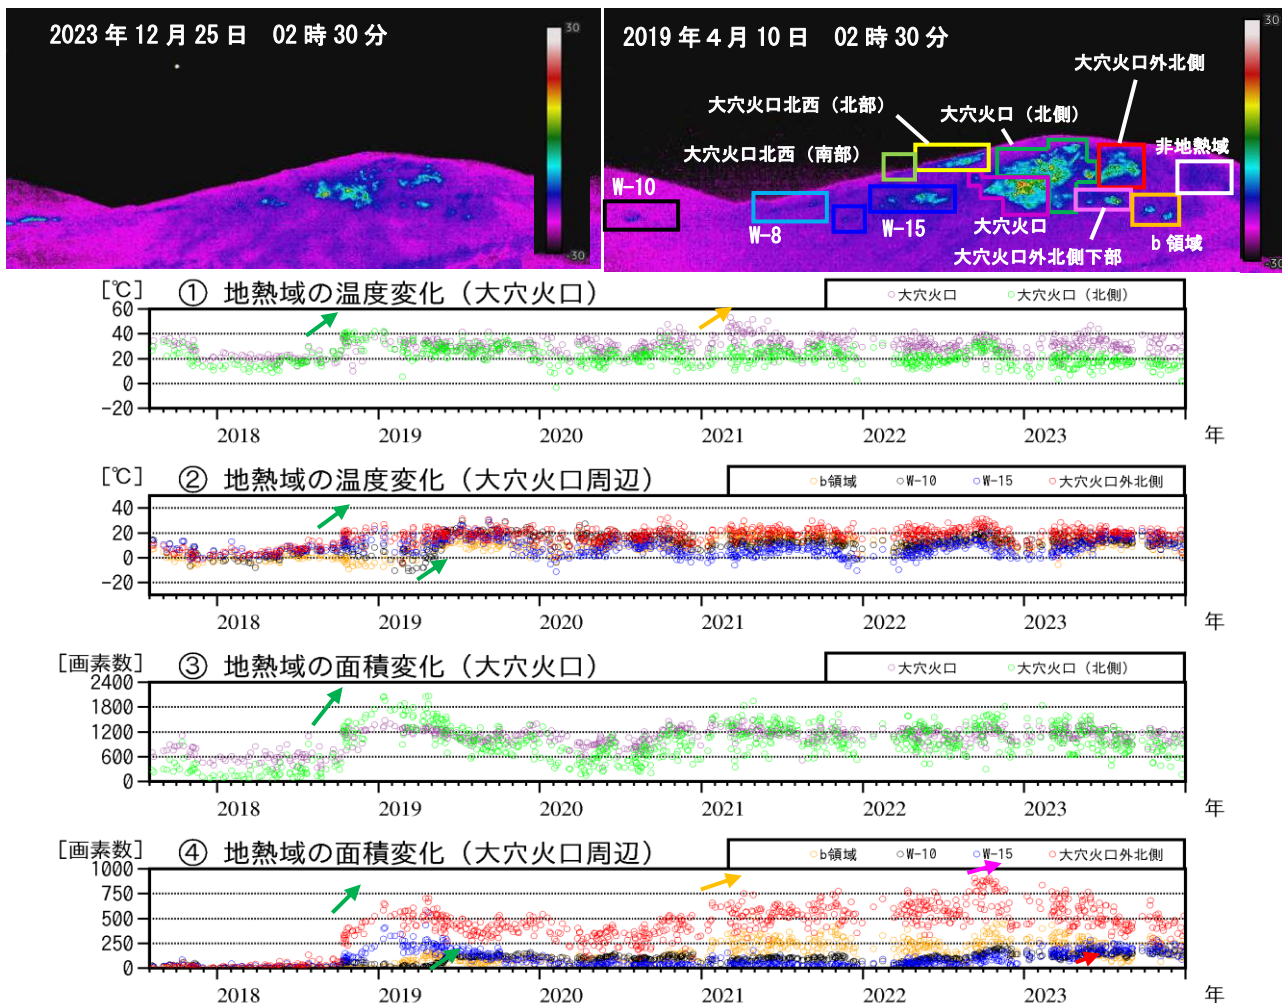 2023 年 12 月 25 日　02 時 30 分
30
-30
2019 年 4 月 10 日　02 時 30 分
30
-30
大穴火口外北側
大穴火口北西（北部）
大穴火口（北側）
非地熱域
大穴火口北西（南部）
W-10
W-8
W-15
大穴火口
b 領域
大穴火口外北側下部
[℃]
① 地熱域の温度変化（大穴火口）
大穴火口
大穴火口（北側）
60
40
20
0
-20
2018 2019 2020 2021 2022 2023 年
[℃]
② 地熱域の温度変化（大穴火口周辺）
b領域 W-10 W-15 大穴火口外北側
40
20
0
-20
2018 2019 2020 2021 2022 2023 年
[画素数]
③ 地熱域の面積変化（大穴火口）
大穴火口
大穴火口（北側）
2400
1800
1200
600
0
2018 2019 2020 2021 2022 2023 年
[画素数]
④ 地熱域の面積変化（大穴火口周辺）
b領域 W-10 W-15 大穴火口外北側
1000
750
500
250
0
2018 2019 2020 2021 2022 2023 年